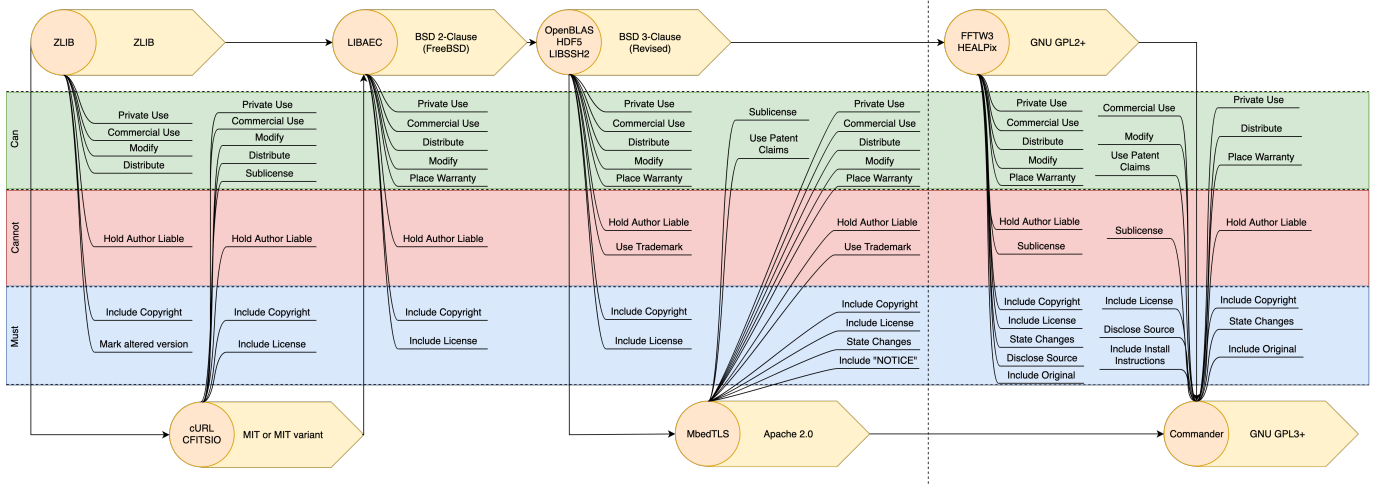 ZLIB
ZLIB
LIBAEC
BSD 2-Clause
(FreeBSD)
OpenBLAS
HDF5
LIBSSH2
BSD 3-Clause
(Revised)
FFTW3
HEALPix
GNU GPL2+
Can
Private Use
Commercial Use
Modify
Distribute
Private Use
Commercial Use
Modify
Distribute
Sublicense
Private Use
Commercial Use
Distribute
Modify
Place Warranty
Private Use
Commercial Use
Distribute
Modify
Place Warranty
Sublicense
Use Patent
Claims
Private Use
Commercial Use
Distribute
Modify
Place Warranty
Private Use
Commercial Use
Distribute
Modify
Place Warranty
Commercial Use
Modify
Use Patent
Claims
Private Use
Distribute
Place Warranty
Cannot
Hold Author Liable
Hold Author Liable
Hold Author Liable
Hold Author Liable
Use Trademark
Hold Author Liable
Use Trademark
Hold Author Liable
Sublicense
Sublicense
Hold Author Liable
Must
Include Copyright
Mark altered version
Include Copyright
Include License
Include Copyright
Include License
Include Copyright
Include License
Include Copyright
Include License
State Changes
Include "NOTICE"
Include Copyright
Include License
State Changes
Disclose Source
Include Original
Include License
Disclose Source
Include Install
Instructions
Include Copyright
State Changes
Include Original
cURL
CFITSIO
MIT or MIT variant
MbedTLS
Apache 2.0
Commander
GNU GPL3+